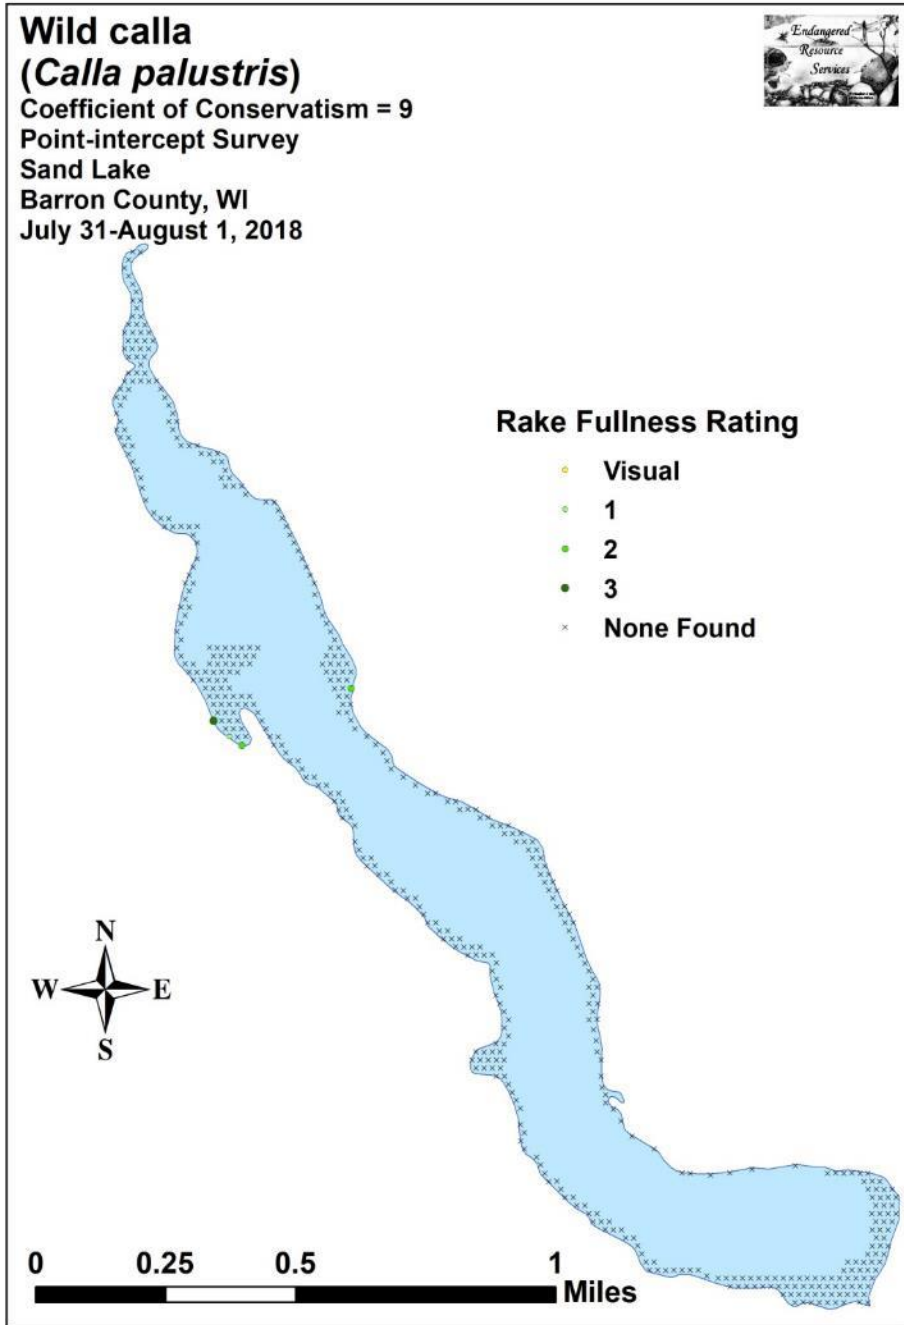 Wild calla
(Calla palustris)
Coefficient of Conservatism = 9
Point-intercept Survey
Sand Lake
Barron County, WI
July 31-August 1, 2018
Endangered
Resource
Services
Rake Fullness Rating
Visual
1
2
3
None Found
N
W E
S
0 0.25 0.5 1
Miles